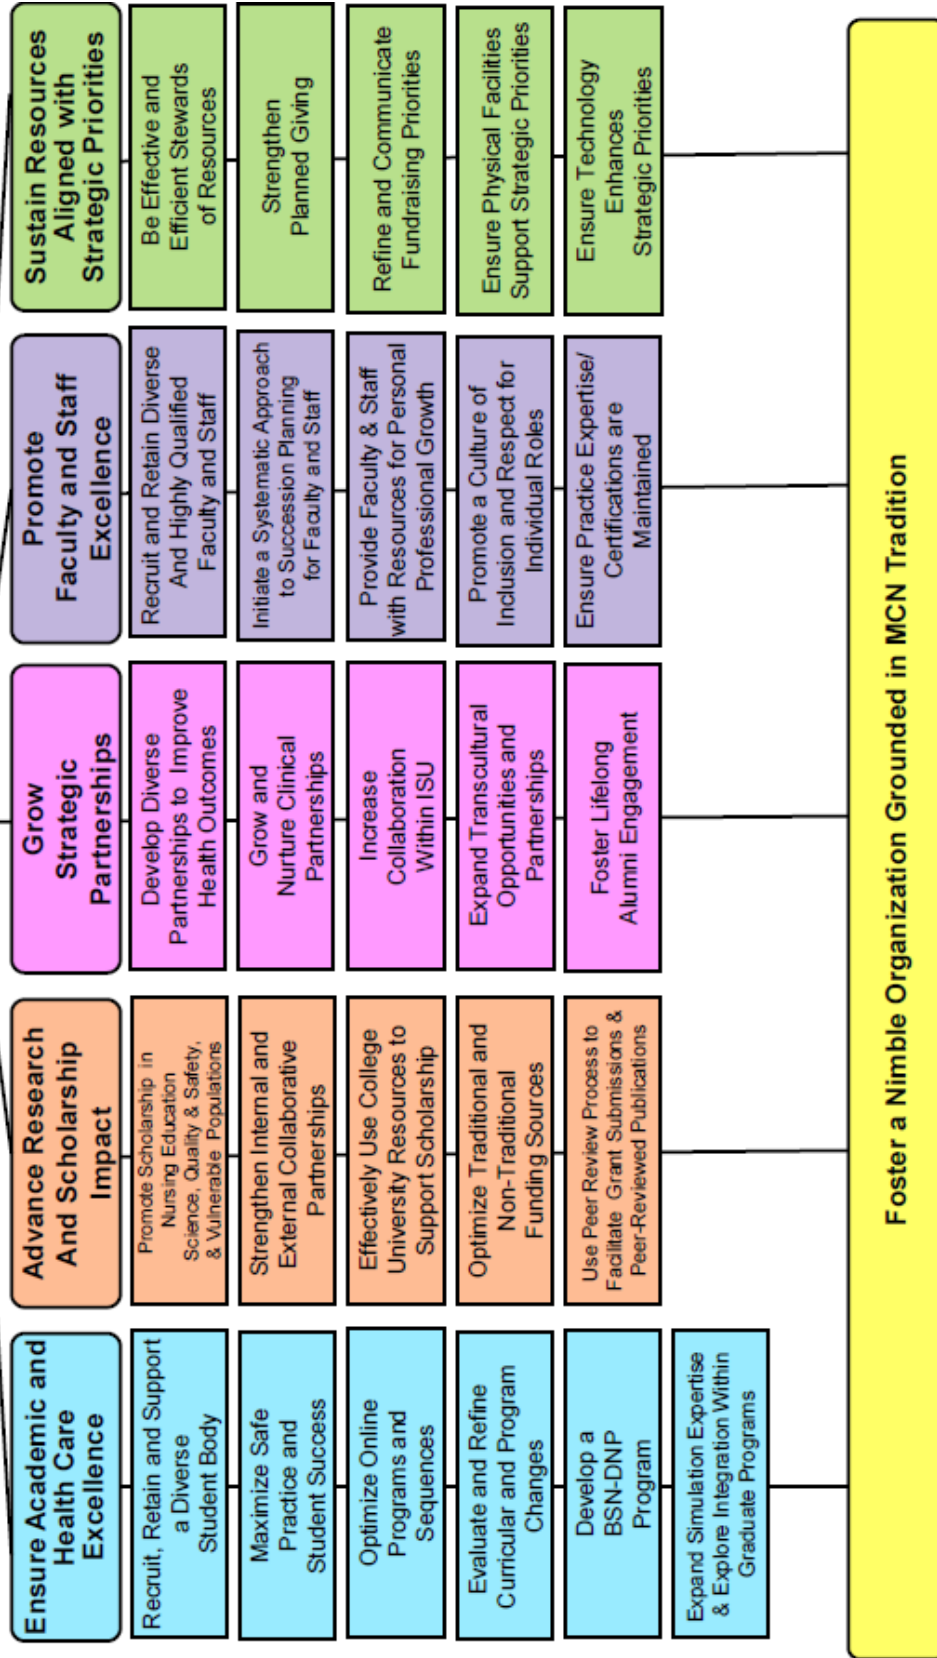 Ensure Academic and
Health Care
Excellence
Recruit, Retain and Support
a Diverse
Student Body
Maximize Safe
Practice and
Student Success
Optimize Online
Programs and
Sequences
Evaluate and Refine
Curricular and Program
Changes
Develop a
BSN-DNP
Program
Expand Simulation Expertise
& Explore Integration Within
Graduate Programs
Advance Research
And Scholarship
Impact
Promote Scholarship in
Nursing Education
Science, Quality & Safety,
& Vulnerable Populations
Strengthen Internal and
External Collaborative
Partnerships
Effectively Use College
University Resources to
Support Scholarship
Optimize Traditional and
Non-Traditional
Funding Sources
Use Peer Review Process to
Facilitate Grant Submissions &
Peer-Reviewed Publications
Grow
Strategic
Partnerships
Develop Diverse
Partnerships to Improve
Health Outcomes
Grow and
Nurture Clinical
Partnerships
Increase
Collaboration
Within ISU
Expand Transcultural
Opportunities and
Partnerships
Foster Lifelong
Alumni Engagement
Promote
Faculty and Staff
Excellence
Recruit and Retain Diverse
And Highly Qualified
Faculty and Staff
Initiate a Systematic Approach
to Succession Planning
for Faculty and Staff
Provide Faculty & Staff
with Resources for Personal
Professional Growth
Promote a Culture of
Inclusion and Respect for
Individual Roles
Ensure Practice Expertise/
Certifications are
Maintained
Sustain Resources
Aligned with
Strategic Priorities
Be Effective and
Efficient Stewards
of Resources
Strengthen
Planned Giving
Refine and Communicate
Fundraising Priorities
Ensure Physical Facilities
Support Strategic Priorities
Ensure Technology
Enhances
Strategic Priorities
Foster a Nimble Organization Grounded in MCN Tradition